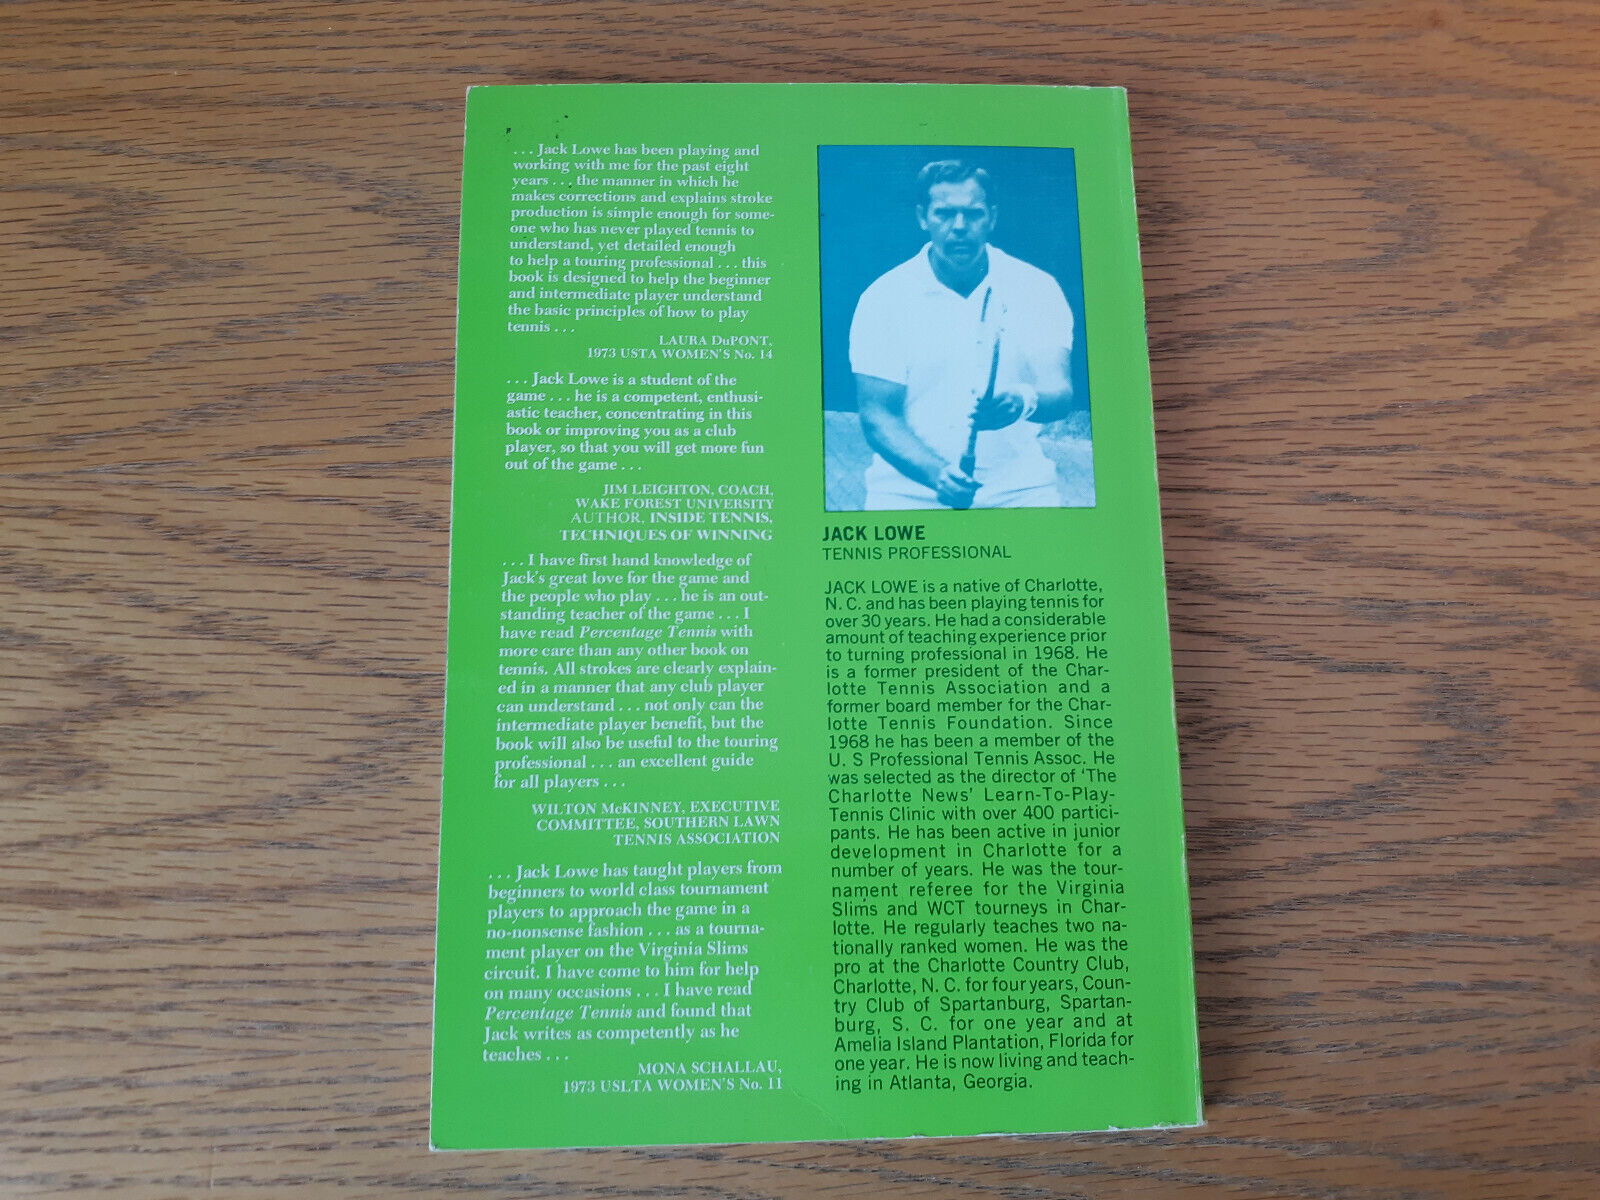 . . . Jack Lowe has been playing and
working with me for the past eight
years . . . the manner in which he
makes corrections and explains stroke
production is simple enough for some-
one who has never played tennis to
understand, yet detailed enough
to help a touring professional . . . this
book is designed to help the beginner
and intermediate player understand
the basic principles of how to play
tennis . . .
LAURA DuPONT,
1973 USTA WOMEN'S No. 14
. . . Jack Lowe is a student of the
game . . . he is a competent, enthusi-
astic teacher, concentrating in this
book or improving you as a club
player, so that you will get more fun
out of the game . . .
JIM LEIGHTON, COACH,
WAKE FOREST UNIVERSITY
AUTHOR, INSIDE TENNIS,
TECHNIQUES OF WINNING
. . . I have first hand knowledge of
Jack's great love for the game and
the people who play . . . he is an out-
standing teacher of the game . . . I
have read Percentage Tennis with
more care than any other book on
tennis. All strokes are clearly explain-
ed in a manner that any club player
can understand . . . not only can the
intermediate player benefit, but the
book will also be useful to the touring
professional . . . an excellent guide
for all players . . .
WILTON McKINNEY, EXECUTIVE
COMMITTEE, SOUTHERN LAWN
TENNIS ASSOCIATION
. . . Jack Lowe has taught players from
beginners to world class tournament
players to approach the game in a
no-nonsense fashion . . . as a tourna-
ment player on the Virginia Slims
circuit. I have come to him for help
on many occasions . . . I have read
Percentage Tennis and found that
Jack writes as competently as he
teaches . . .
MONA SCHALLAU,
1973 USLTA WOMEN'S No. 11
JACK LOWE
TENNIS PROFESSIONAL
JACK LOWE is a native of Charlotte,
N. C. and has been playing tennis for
over 30 years. He had a considerable
amount of teaching experience prior
to turning professional in 1968. He
is a former president of the Char-
lotte Tennis Association and a
former board member for the Char-
lotte Tennis Foundation. Since
1968 he has been a member of the
U. S Professional Tennis Assoc. He
was selected as the director of 'The
Charlotte News' Learn-To-Play-
Tennis Clinic with over 400 partici-
pants. He has been active in junior
development in Charlotte for a
number of years. He was the tour-
nament referee for the Virginia
Slims and WCT tourneys in Char-
lotte. He regularly teaches two na-
tionally ranked women. He was the
pro at the Charlotte Country Club,
Charlotte, N. C. for four years, Coun-
try Club of Spartanburg, Spartan-
burg, S. C. for one year and at
Amelia Island Plantation, Florida for
one year. He is now living and teach-
ing in Atlanta, Georgia.